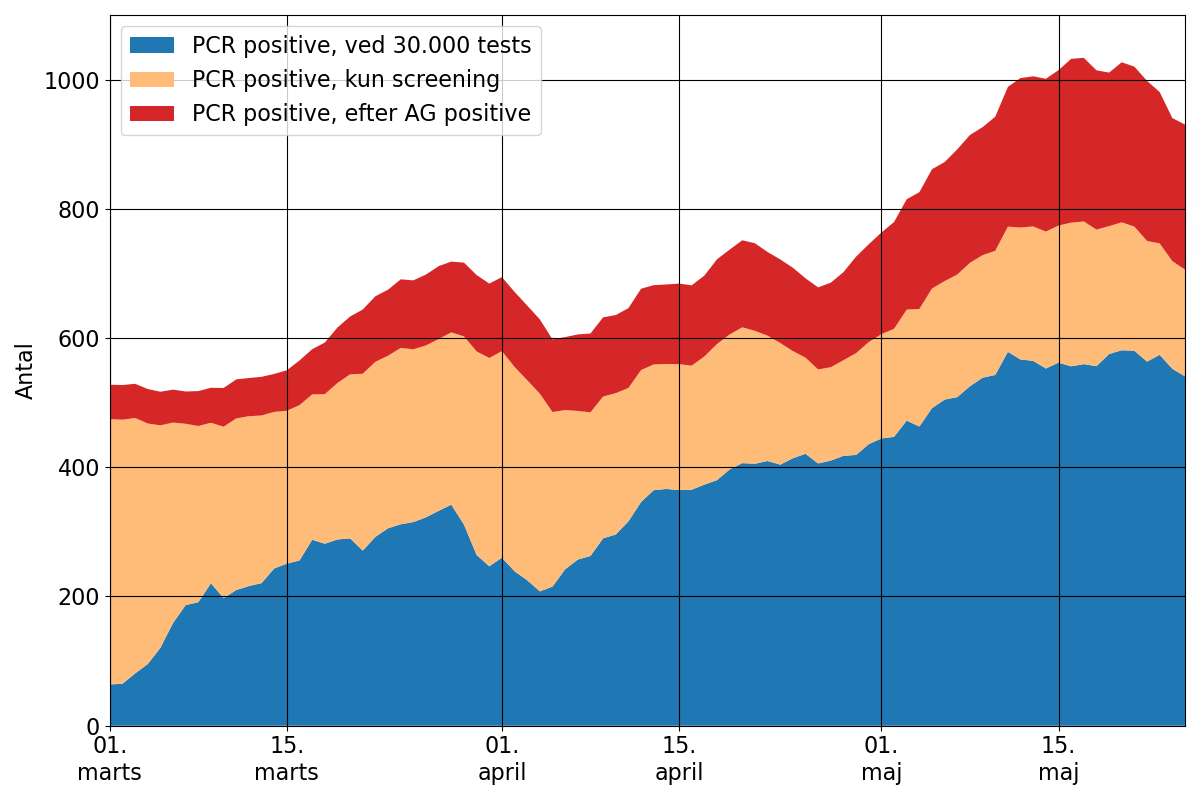 PCR positive, ved 30.000 tests
PCR positive, kun screening
PCR positive, efter AG positive
Antal
1000
800
600
400
200
0
01. marts
15. marts
01. april
15. april
01. maj
15. maj